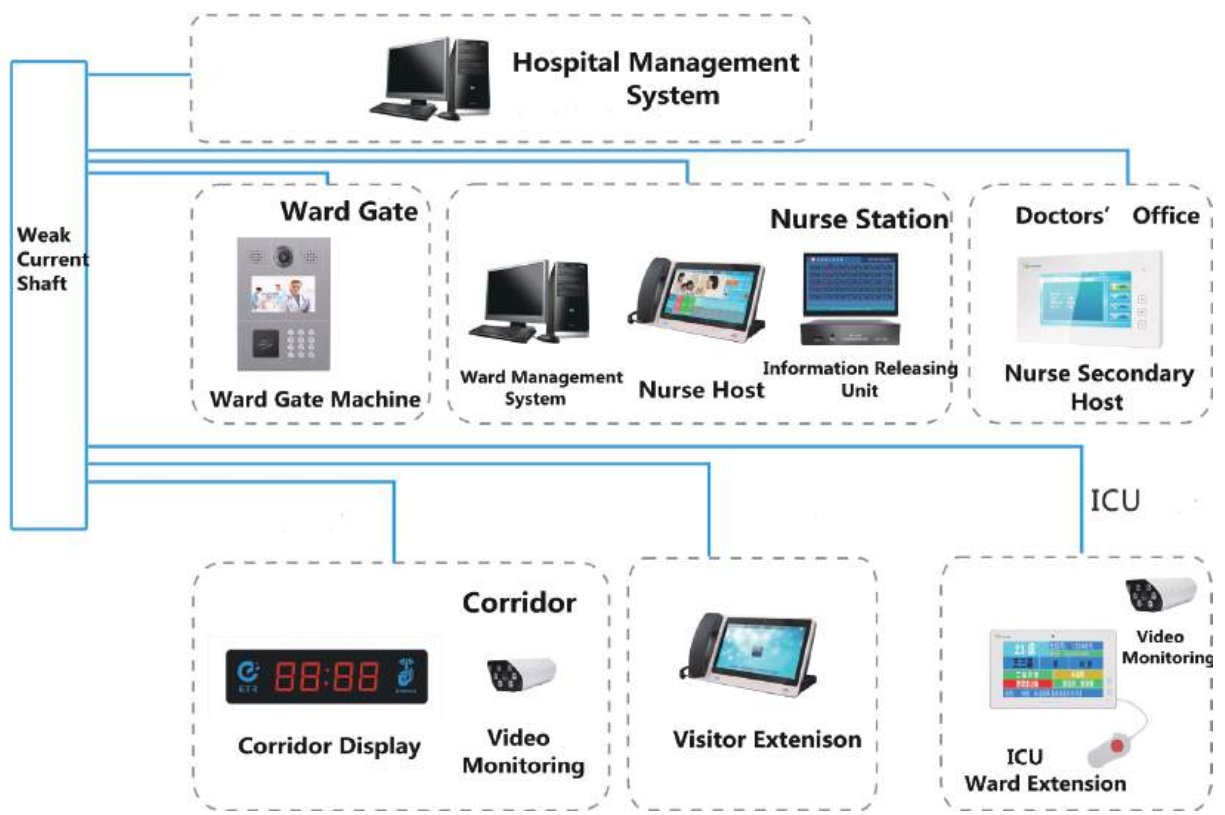 Hospital Management
System
Weak
Current
Shaft
Ward Gate
Ward Gate Machine
Nurse Station
Ward Management
System
Nurse Host
Information Releasing
Unit
Doctors' Office
Nurse Secondary
Host
ICU
Corridor
ETR
88:88
Corridor Display
Video
Monitoring
Visitor Extenison
Video
Monitoring
ICU
Ward Extension